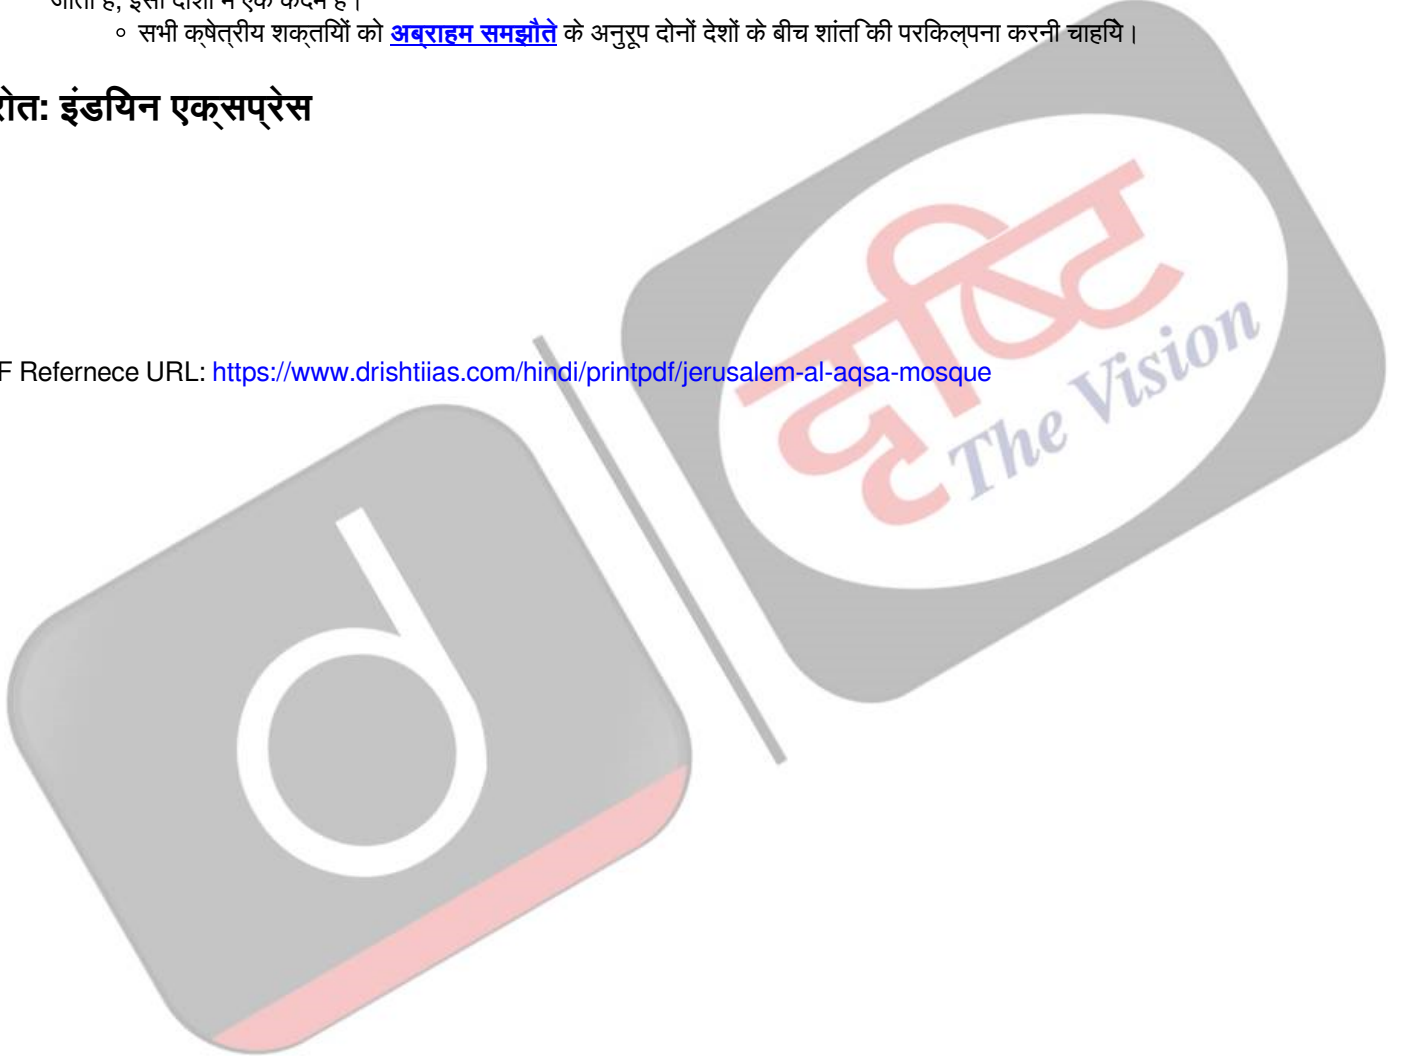 जाता है, इसी दिशा में एक कदम है।
सभी क्षेत्रीय शक्तियों को अब्राहम समझौते के अनुरूप दोनों देशों के बीच शांति की परिकल्पना करनी चाहिये।
रोत: इंडियन एक्सप्रेस
F Refernece URL: https://www.drishtiias.com/hindi/printpdf/jerusalem-al-aqsa-mosque
दृष्टि
The Vision
d